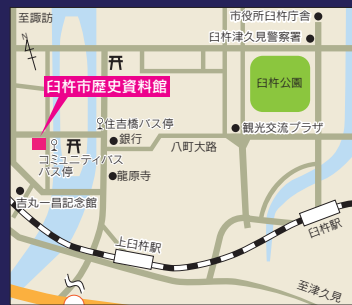 至諏訪
市役所臼杵庁舎
N
臼杵津久見警察署
臼杵公園
臼杵市歴史資料館
住吉橋バス停
銀行
観光交流プラザ
八町大路
コミュニティバス
バス停
龍原寺
吉丸一昌記念館
上臼杵駅
臼杵駅
至津久見